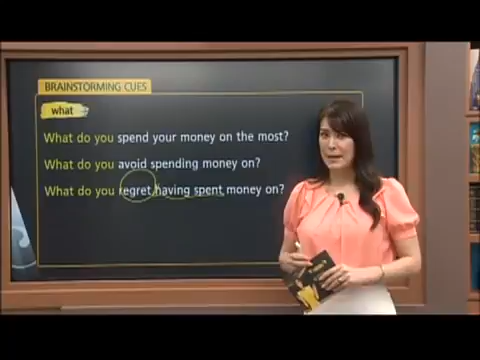 BRAINSTORMING CUES
what
What do you spend your money on the most?
What do you avoid spending money on?
What do you regret having spent money on?